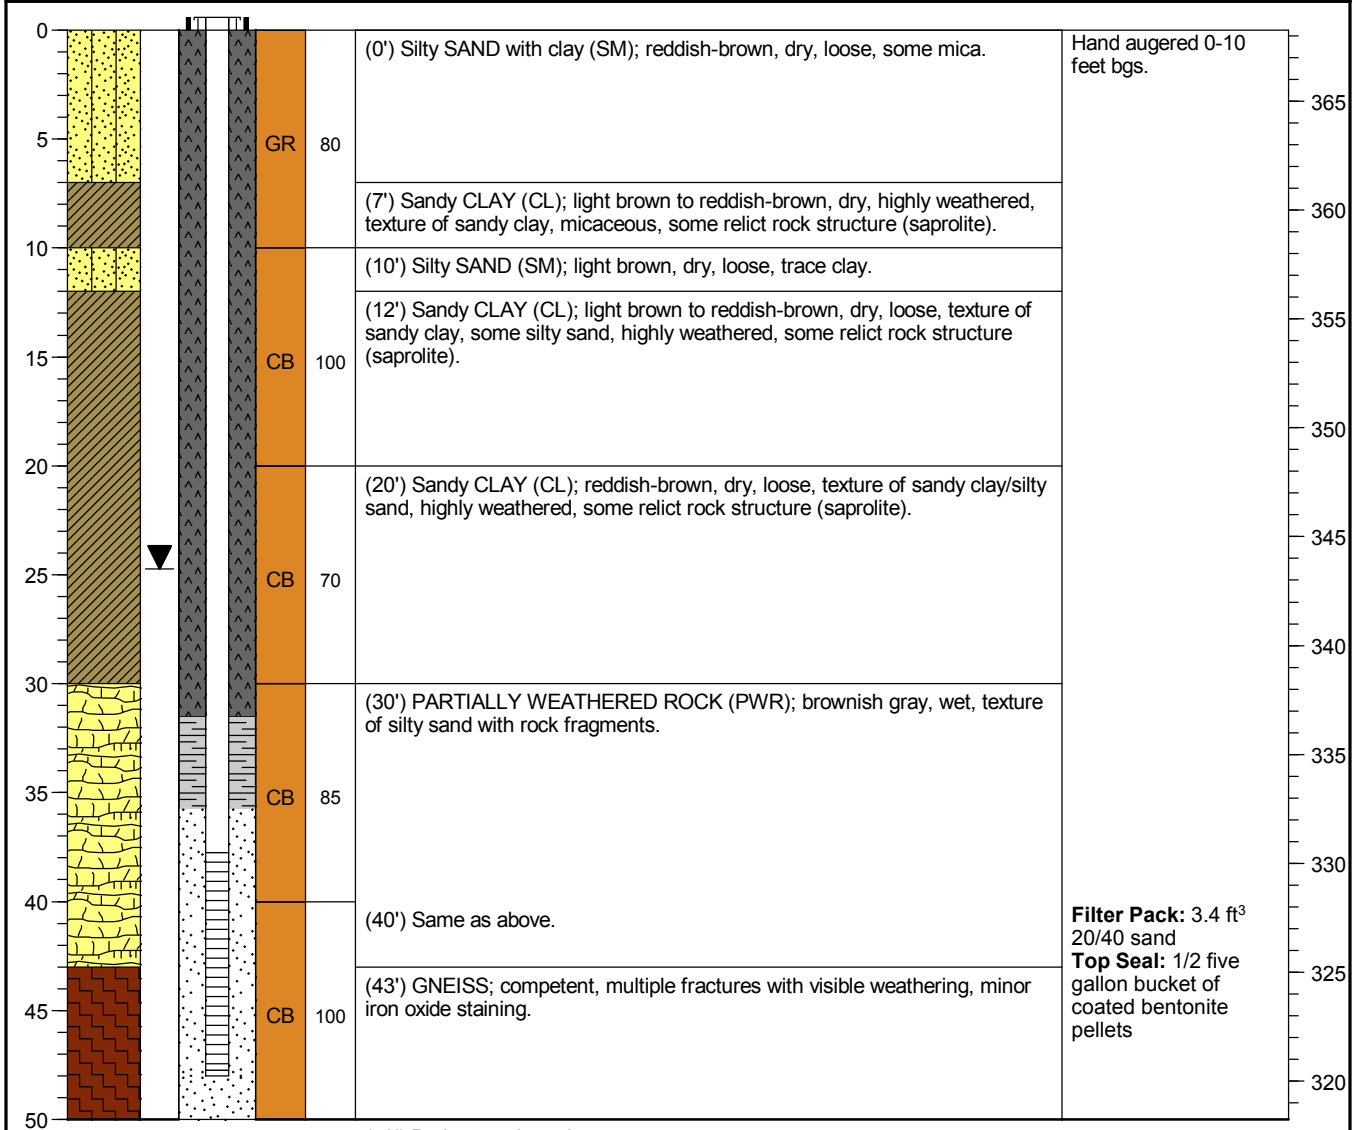 0
5
10
15
20
25
30
35
40
45
50
GR
80
CB
100
CB
70
CB
85
CB
100
(0') Silty SAND with clay (SM); reddish-brown, dry, loose, some mica.
(7') Sandy CLAY (CL); light brown to reddish-brown, dry, highly weathered,
texture of sandy clay, micaceous, some relict rock structure (saprolite).
(10') Silty SAND (SM); light brown, dry, loose, trace clay.
(12') Sandy CLAY (CL); light brown to reddish-brown, dry, loose, texture of
sandy clay, some silty sand, highly weathered, some relict rock structure
(saprolite).
(20') Sandy CLAY (CL); reddish-brown, dry, loose, texture of sandy clay/silty
sand, highly weathered, some relict rock structure (saprolite).
(30') PARTIALLY WEATHERED ROCK (PWR); brownish gray, wet, texture
of silty sand with rock fragments.
(40') Same as above.
(43') GNEISS; competent, multiple fractures with visible weathering, minor
iron oxide staining.
Hand augered 0-10
feet bgs.
Filter Pack: 3.4 ft³
20/40 sand
Top Seal: 1/2 five
gallon bucket of
coated bentonite
pellets
365
360
355
350
345
340
335
330
325
320